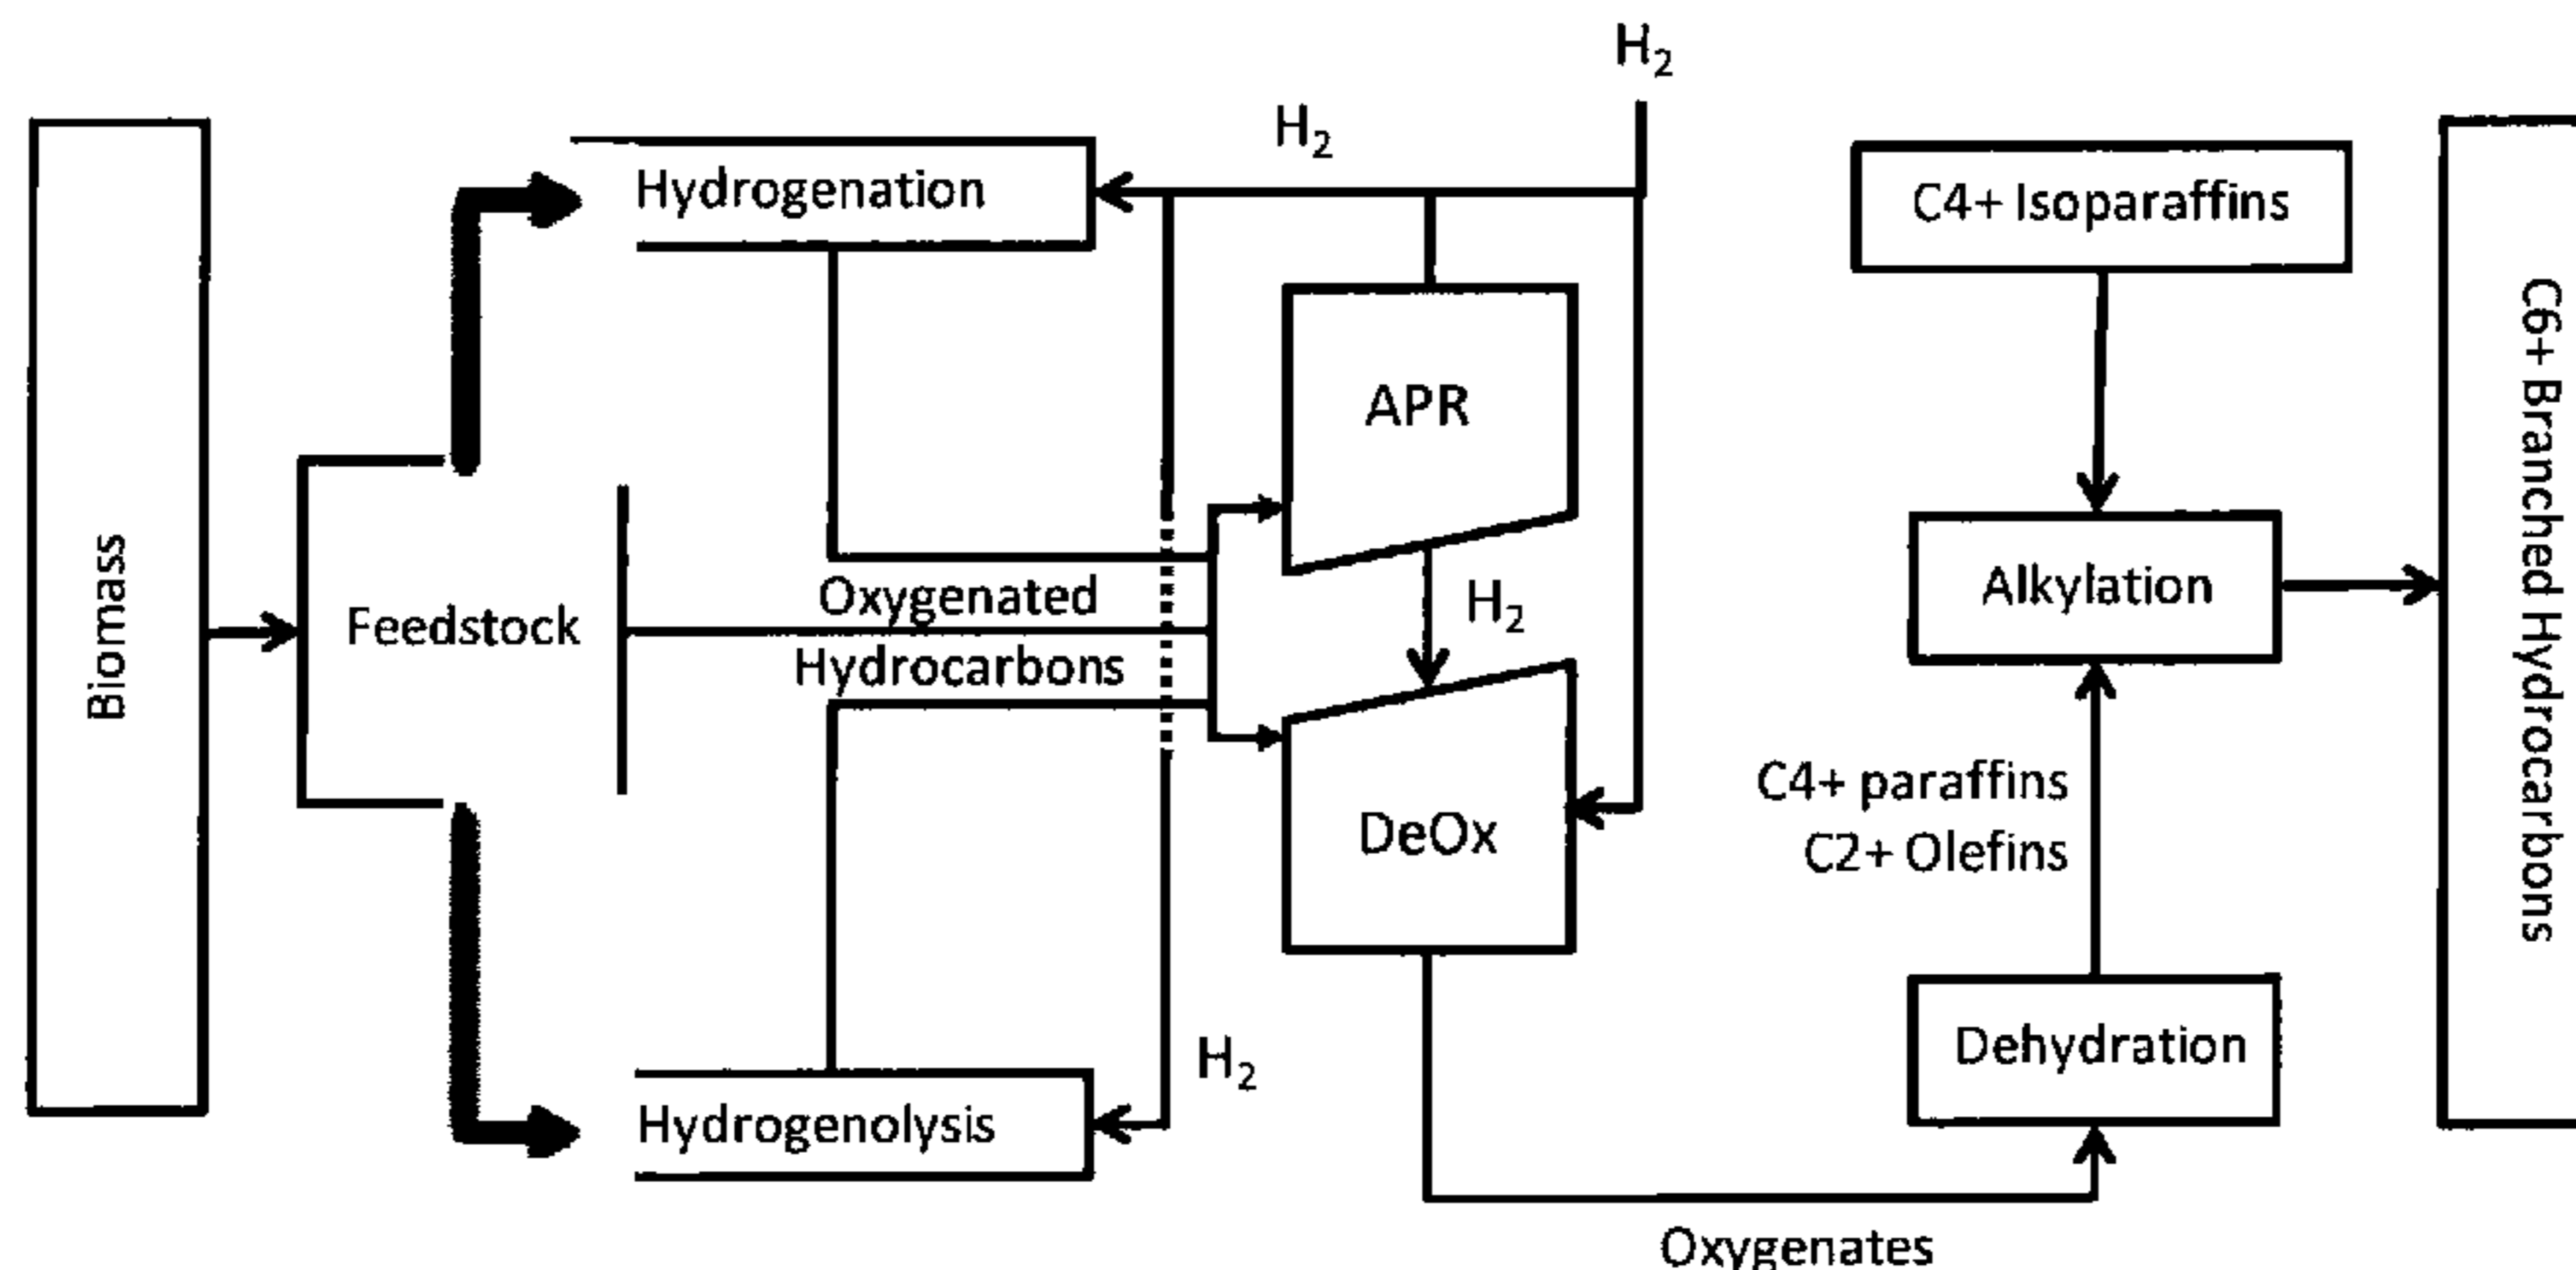 H₂
H₂
Hydrogenation
C4+ Isoparaffins
APR
Biomass
Feedstock
Oxygenated
Hydrocarbons
H₂
Alkylation
C6+ Branched Hydrocarbons
DeOx
C4+ paraffins
C2+ Olefins
Hydrogenolysis
H₂
Dehydration
Oxygenates